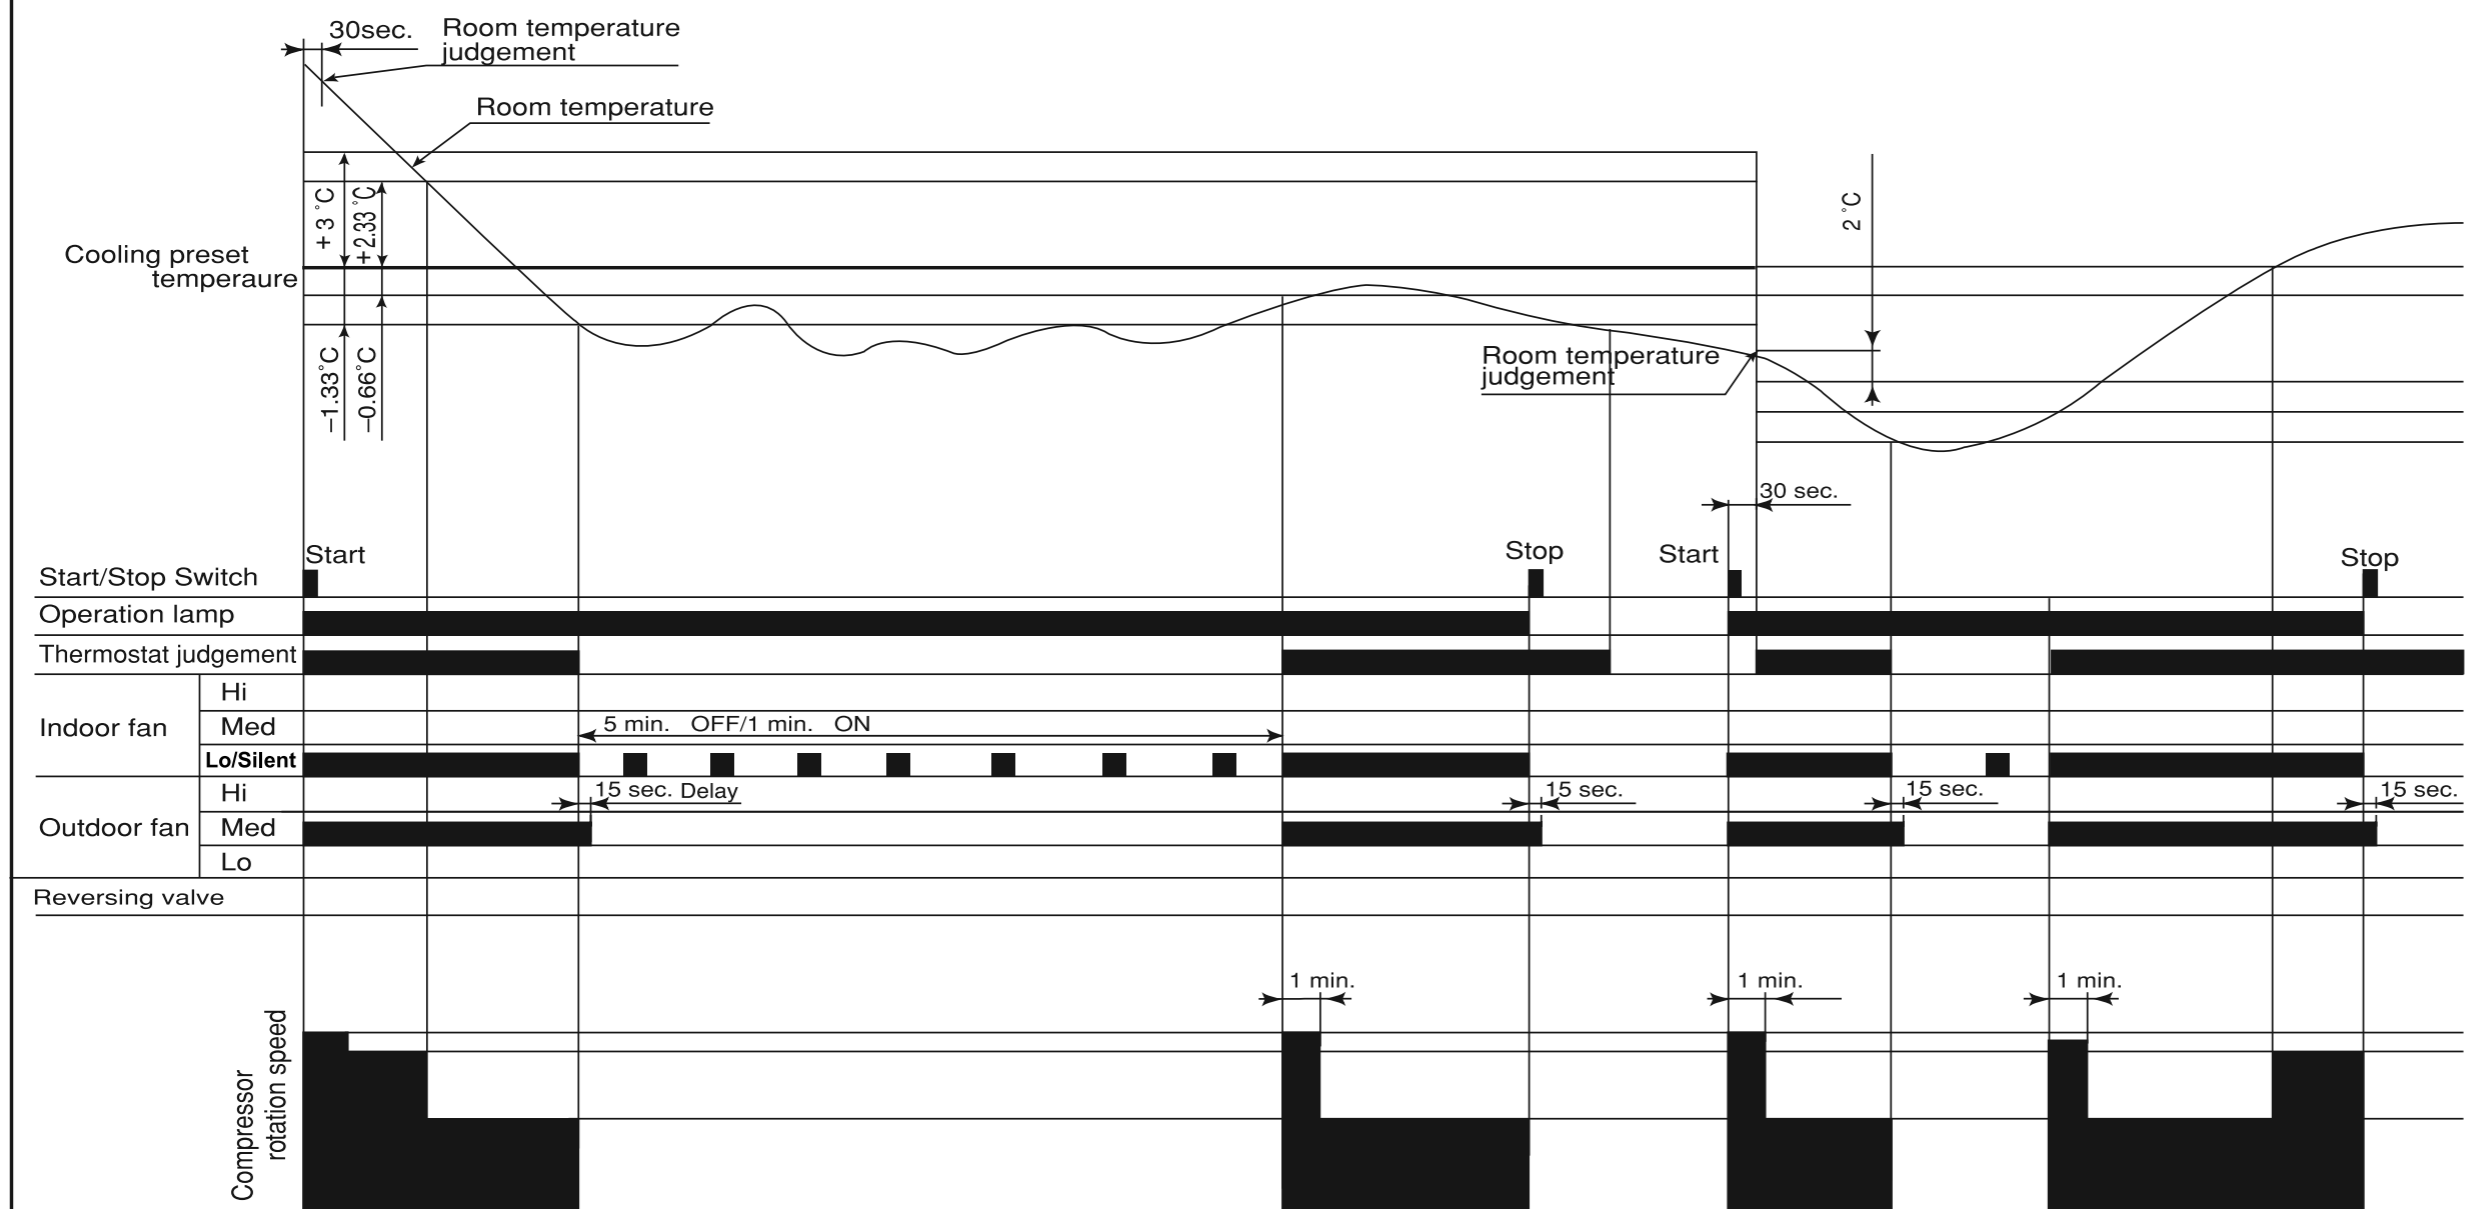 30sec.
Room temperature
judgement
Room temperature
+3 ˚C
+2.33 ˚C
2 ˚C
Cooling preset
temperaure
−1.33˚C
−0.66˚C
Room temperature
judgement
30 sec.
Start
Stop
Start
Stop
Start/Stop Switch
Operation lamp
Thermostat judgement
Indoor fan
Hi
Med
5 min. OFF/1 min. ON
Lo/Silent
Outdoor fan
Hi
15 sec. Delay
15 sec.
15 sec.
15 sec.
Med
Lo
Reversing valve
1 min.
1 min.
1 min.
Compressor
rotation speed